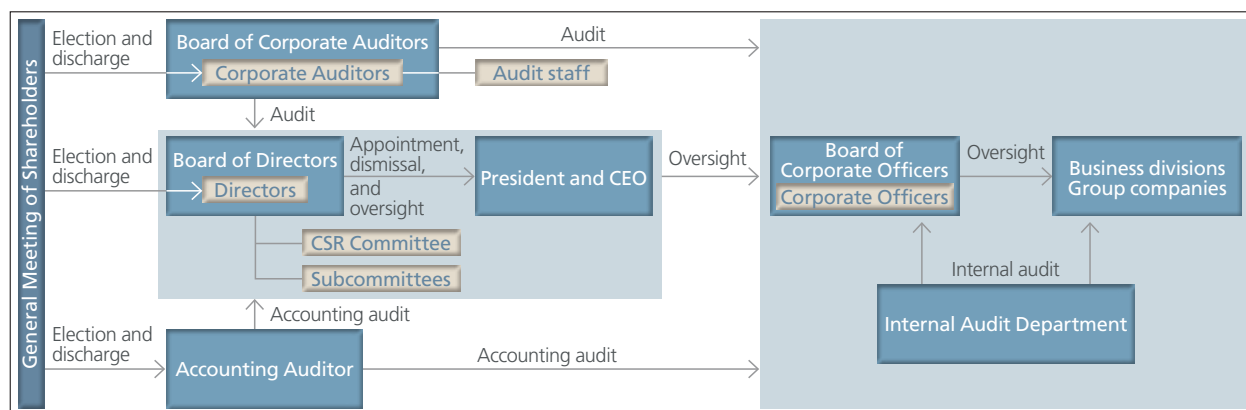 General Meeting of Shareholders
Election and
discharge
Board of Corporate Auditors
Corporate Auditors
Audit staff
Audit
Audit
Election and
discharge
Board of Directors
Directors
Appointment,
dismissal,
and
oversight
President and CEO
CSR Committee
Subcommittees
Oversight
Board of
Corporate Officers
Corporate Officers
Oversight
Business divisions
Group companies
Internal audit
Internal Audit Department
Accounting audit
Election and
discharge
Accounting Auditor
Accounting audit